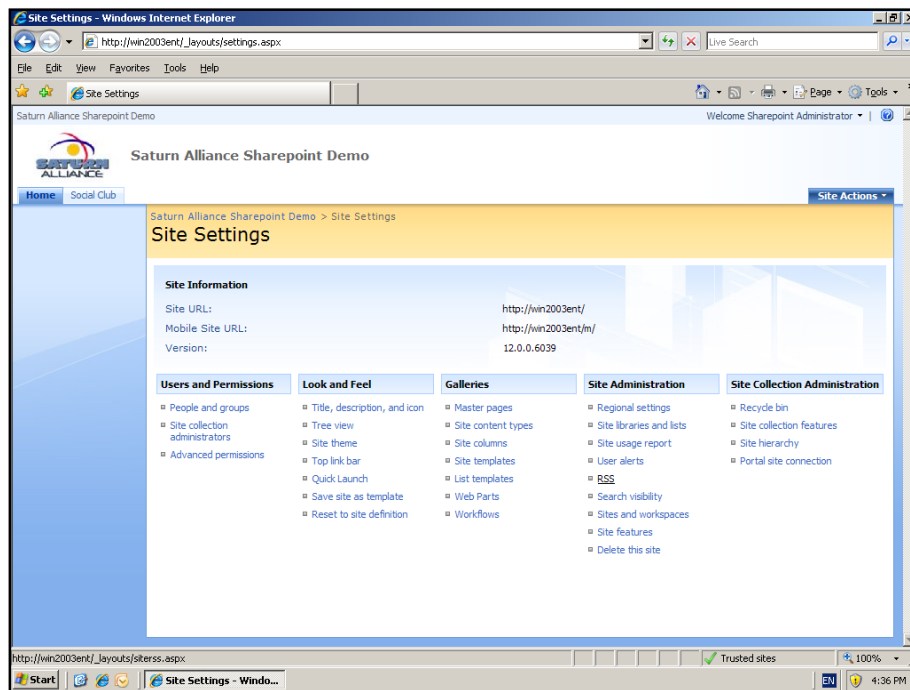 Site Settings - Windows Internet Explorer
http://win2003ent/_layouts/settings.aspx
Live Search
File Edit View Favorites Tools Help
Site Settings
Page Tools
Saturn Alliance Sharepoint Demo
Welcome Sharepoint Administrator
SATURN
ALLIANCE
Saturn Alliance Sharepoint Demo
Home Social Club
Site Actions
Saturn Alliance Sharepoint Demo > Site Settings
Site Settings
Site Information
Site URL: http://win2003ent/
Mobile Site URL: http://win2003ent/m/
Version: 12.0.0.6039
Users and Permissions
People and groups
Site collection
administrators
Advanced permissions
Look and Feel
Title, description, and icon
Tree view
Site theme
Top link bar
Quick Launch
Save site as template
Reset to site definition
Galleries
Master pages
Site content types
Site columns
Site templates
List templates
Web Parts
Workflows
Site Administration
Regional settings
Site libraries and lists
Site usage report
User alerts
RSS
Search visibility
Sites and workspaces
Site features
Delete this site
Site Collection Administration
Recycle bin
Site collection features
Site hierarchy
Portal site connection
http://win2003ent/_layouts/siterss.aspx
Trusted sites
100%
Start
Site Settings - Windo...
EN
4:36 PM